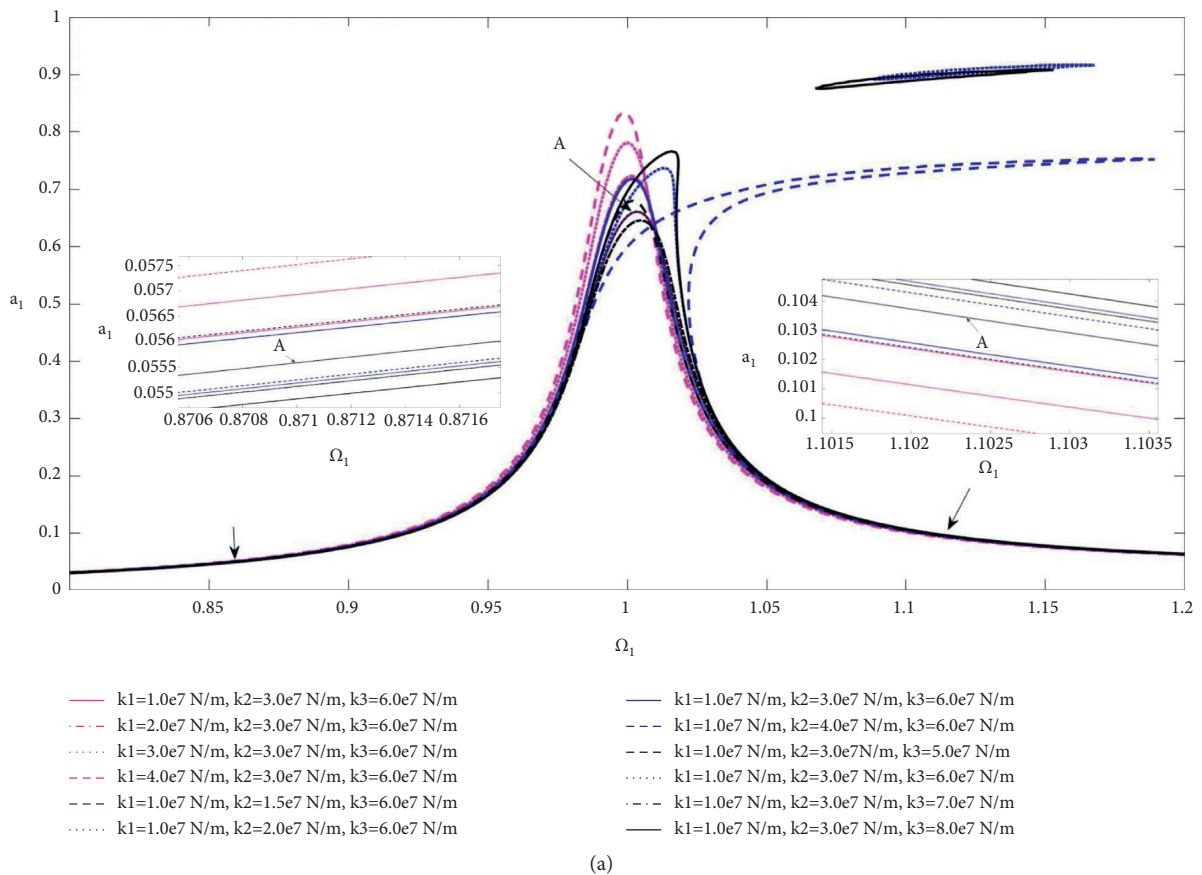 1
0.9
0.8
0.7
0.6
0.5
0.4
0.3
0.2
0.1
0
a1
A
0.0575
0.057
0.0565
0.056
0.0555
0.055
a1
A
0.8706 0.8708 0.871 0.8712 0.8714 0.8716
Ω1
0.104
0.103
0.102
0.101
0.1
a1
A
1.1015 1.102 1.1025 1.103 1.1035
Ω1
0.85 0.9 0.95 1 1.05 1.1 1.15 1.2
Ω1
k1=1.0e7 N/m, k2=3.0e7 N/m, k3=6.0e7 N/m
k1=2.0e7 N/m, k2=3.0e7 N/m, k3=6.0e7 N/m
k1=3.0e7 N/m, k2=3.0e7 N/m, k3=6.0e7 N/m
k1=4.0e7 N/m, k2=3.0e7 N/m, k3=6.0e7 N/m
k1=1.0e7 N/m, k2=1.5e7 N/m, k3=6.0e7 N/m
k1=1.0e7 N/m, k2=2.0e7 N/m, k3=6.0e7 N/m
k1=1.0e7 N/m, k2=3.0e7 N/m, k3=6.0e7 N/m
k1=1.0e7 N/m, k2=4.0e7 N/m, k3=6.0e7 N/m
k1=1.0e7 N/m, k2=3.0e7N/m, k3=5.0e7 N/m
k1=1.0e7 N/m, k2=3.0e7 N/m, k3=6.0e7 N/m
k1=1.0e7 N/m, k2=3.0e7 N/m, k3=7.0e7 N/m
k1=1.0e7 N/m, k2=3.0e7 N/m, k3=8.0e7 N/m
(a)